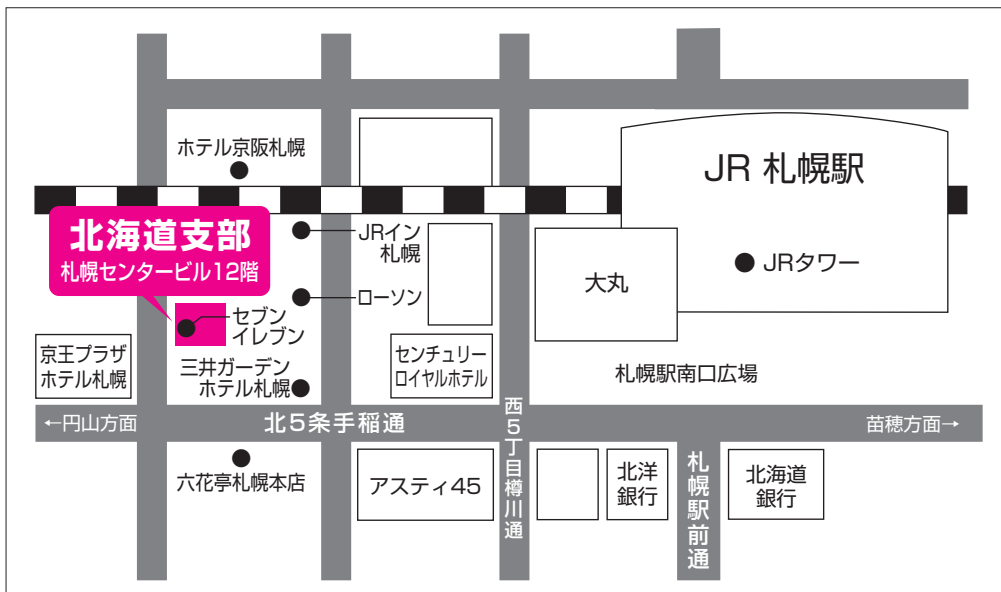 ホテル京阪札幌
JR 札幌駅
北海道支部
札幌センタービル12階
JRイン
札幌
JRタワー
大丸
ローソン
セブン
イレブン
京王プラザ
ホテル札幌
三井ガーデン
ホテル札幌
センチュリー
ロイヤルホテル
札幌駅南口広場
←円山方面
北5条手稲通
苗穂方面→
西5丁目樽川通
六花亭札幌本店
アスティ45
北洋
銀行
札幌駅前通
北海道
銀行